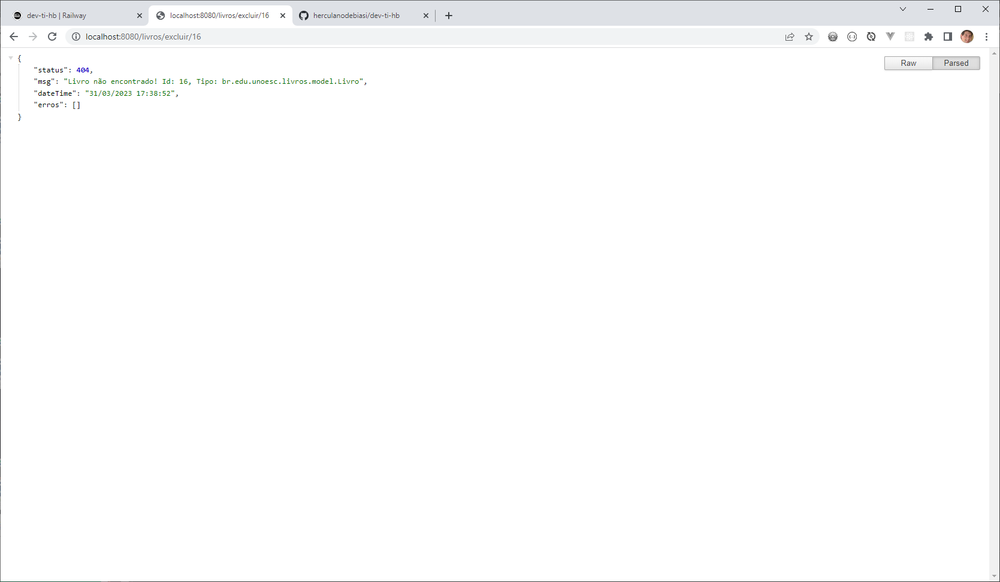 dev-ti-hb | Railway
localhost:8080/livros/excluir/16
herculanodebiasi/dev-ti-hb
localhost:8080/livros/excluir/16
Raw
Parsed
{
"status": 404,
"msg": "Livro não encontrado! Id: 16, Tipo: br.edu.unoesc.livros.model.Livro",
"dateTime": "31/03/2023 17:38:52",
"erros": []
}